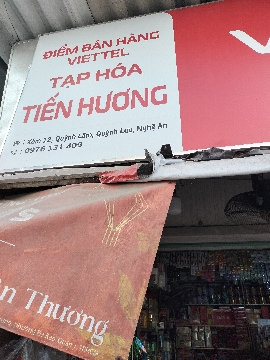 ĐIỂM BÁN HÀNG
VIETTEL
TẠP HÓA
TIẾN HƯƠNG
Xóm 12, Quỳnh Lâm, Quỳnh Lưu, Nghệ An
0976 131 409
V
Thương